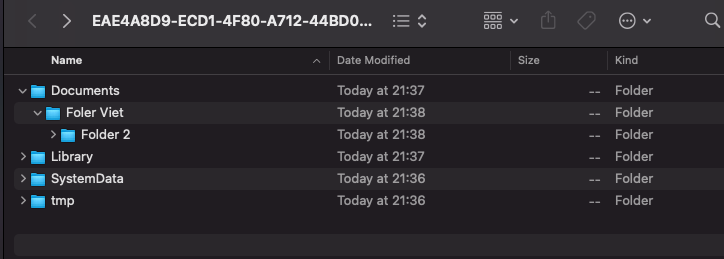 EAE4A8D9-ECD1-4F80-A712-44BD0...
Name Date Modified Size Kind
Documents Today at 21:37 -- Folder
Foler Viet Today at 21:38 -- Folder
Folder 2 Today at 21:38 -- Folder
Library Today at 21:37 -- Folder
SystemData Today at 21:36 -- Folder
tmp Today at 21:36 -- Folder